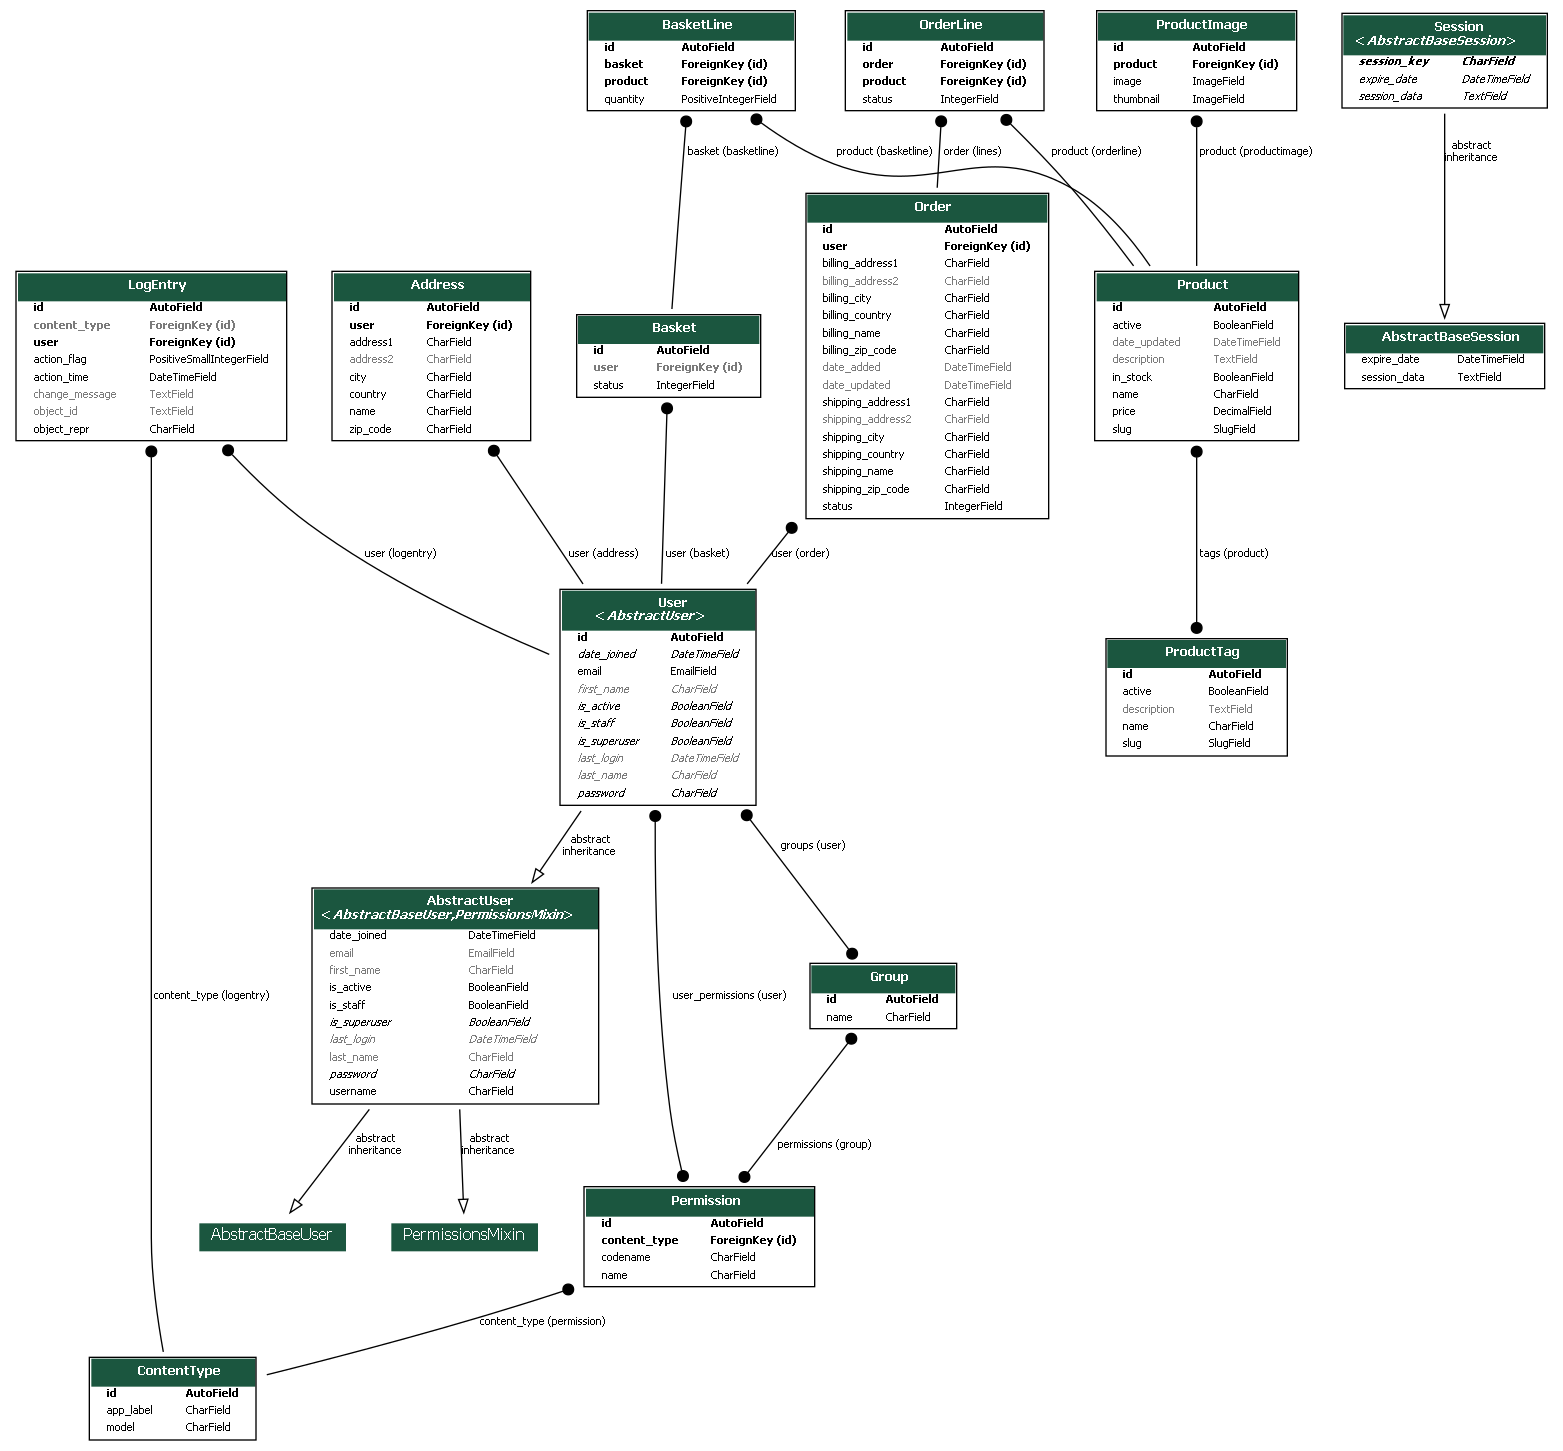 BasketLine
id AutoField
basket ForeignKey (id)
product ForeignKey (id)
quantity PositiveIntegerField
OrderLine
id AutoField
order ForeignKey (id)
product ForeignKey (id)
status IntegerField
ProductImage
id AutoField
product ForeignKey (id)
image ImageField
thumbnail ImageField
Session
<AbstractBaseSession>
session_key CharField
expire_date DateTimeField
session_data TextField
basket (basketline)
product (basketline)
order (lines)
product (orderline)
product (productimage)
abstract
inheritance
LogEntry
id AutoField
content_type ForeignKey (id)
user ForeignKey (id)
action_flag PositiveSmallIntegerField
action_time DateTimeField
change_message TextField
object_id TextField
object_repr CharField
Address
id AutoField
user ForeignKey (id)
address1 CharField
address2 CharField
city CharField
country CharField
name CharField
zip_code CharField
Basket
id AutoField
user ForeignKey (id)
status IntegerField
Order
id AutoField
user ForeignKey (id)
billing_address1 CharField
billing_address2 CharField
billing_city CharField
billing_country CharField
billing_name CharField
billing_zip_code CharField
date_added DateTimeField
date_updated DateTimeField
shipping_address1 CharField
shipping_address2 CharField
shipping_city CharField
shipping_country CharField
shipping_name CharField
shipping_zip_code CharField
status IntegerField
Product
id AutoField
active BooleanField
date_updated DateTimeField
description TextField
in_stock BooleanField
name CharField
price DecimalField
slug SlugField
AbstractBaseSession
expire_date DateTimeField
session_data TextField
user (logentry)
user (address)
user (basket)
user (order)
tags (product)
User
<AbstractUser>
id AutoField
date_joined DateTimeField
email EmailField
first_name CharField
is_active BooleanField
is_staff BooleanField
is_superuser BooleanField
last_login DateTimeField
last_name CharField
password CharField
ProductTag
id AutoField
active BooleanField
description TextField
name CharField
slug SlugField
abstract
inheritance
groups (user)
AbstractUser
<AbstractBaseUser,PermissionsMixin>
date_joined DateTimeField
email EmailField
first_name CharField
is_active BooleanField
is_staff BooleanField
is_superuser BooleanField
last_login DateTimeField
last_name CharField
password CharField
username CharField
content_type (logentry)
user_permissions (user)
Group
id AutoField
name CharField
abstract
inheritance
abstract
inheritance
permissions (group)
AbstractBaseUser
PermissionsMixin
Permission
id AutoField
content_type ForeignKey (id)
codename CharField
name CharField
content_type (permission)
ContentType
id AutoField
app_label CharField
model CharField